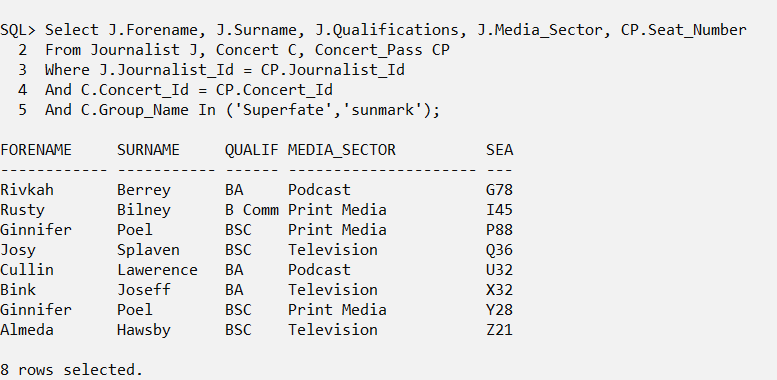 SQL> Select J.Forename, J.Surname, J.Qualifications, J.Media_Sector, CP.Seat_Number
2 From Journalist J, Concert C, Concert_Pass CP
3 Where J.Journalist_Id = CP.Journalist_Id
4 And C.Concert_Id = CP.Concert_Id
5 And C.Group_Name In ('Superfate','sunmark');
FORENAME SURNAME QUALIF MEDIA_SECTOR SEA
------------ ----------- ------ -------------------- ---
Rivkah Berrey BA Podcast G78
Rusty Bilney B Comm Print Media I45
Ginnifer Poel BSC Print Media P88
Josy Splaven BSC Television Q36
Cullin Lawerence BA Podcast U32
Bink Joseff BA Television X32
Ginnifer Poel BSC Print Media Y28
Almeda Hawsby BSC Television Z21
8 rows selected.